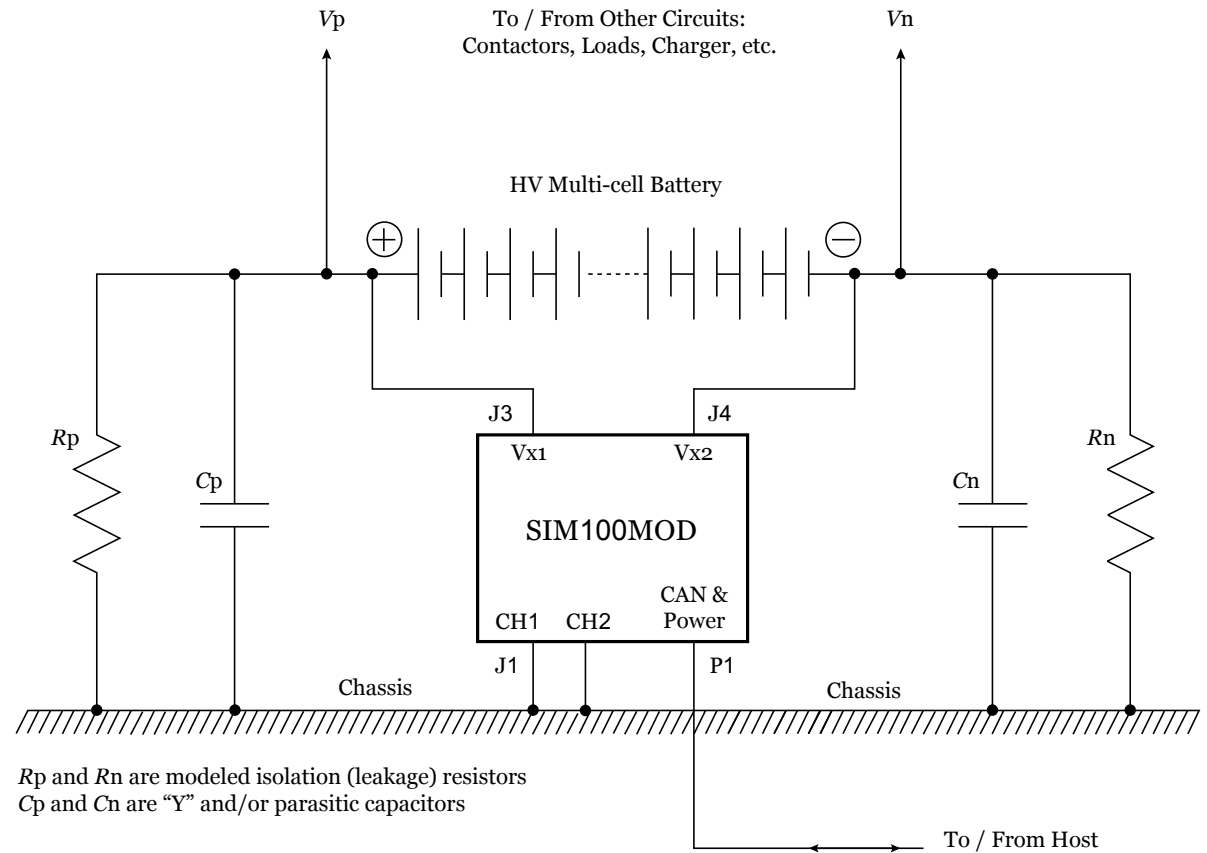 Vp
To / From Other Circuits:
Contactors, Loads, Charger, etc.
Vn
HV Multi-cell Battery
+
−
J3
J4
Rp
Cp
Vx1
Vx2
Cn
Rn
SIM100MOD
CAN &
Power
CH1
CH2
J1
P1
Chassis
Chassis
Rp and Rn are modeled isolation (leakage) resistors
Cp and Cn are “Y” and/or parasitic capacitors
To / From Host